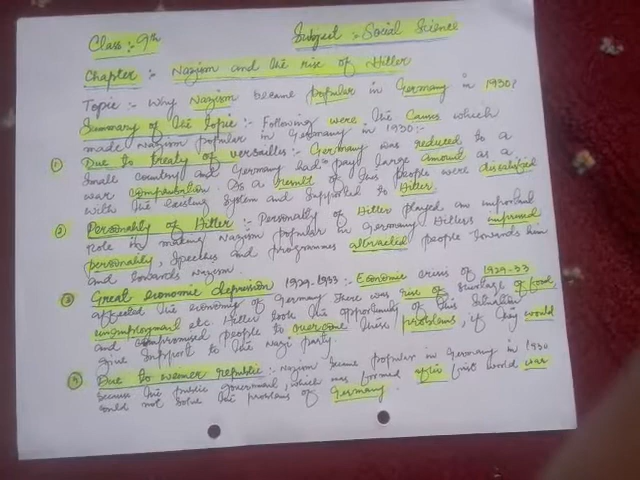 Class :- 9th Subject :- Social Science
Chapter :- Nazism and the rise of Hitler
Topic :- Why Nazism became popular in Germany in 1930?
Summary of the topic :- Following were the Causes which
made nazism popular in Germany in 1930:-
① Due to treaty of versailles :- Germany was reduced to a
small country and Germany had pay large amount as a
war compensation. As a result of this people were dissatisfied
with the existing system and supported to Hitler.
② Personality of Hitler :- Personality of Hitler played an important
role in making nazism popular in Germany. Hitler's
personality, speeches and programmes attracted people towards him
and towards nazism.
③ Great economic depression 1929-1933 :- Economic crisis of 1929-33
affected the economy of Germany there was rise of shortage of food,
unemployment etc. Hitler took the opportunity of this situation
and people to overcome these problems, if they would
give support to the nazi party.
④ Due to republic :- nazism became popular in Germany in 1930
because the public government, which was formed after first world war
could not solve the problems of Germany.